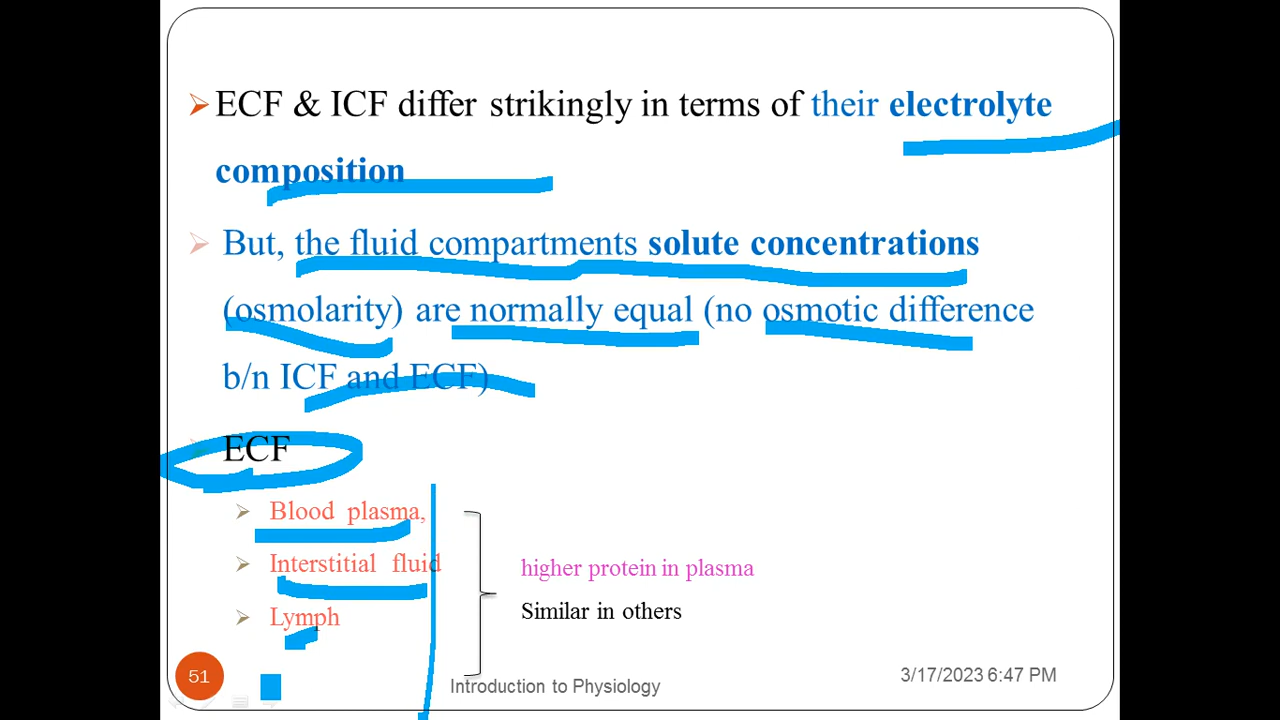 ECF & ICF differ strikingly in terms of their electrolyte
composition
But, the fluid compartments solute concentrations
(osmolarity) are normally equal (no osmotic difference
b/n ICF and ECF)
ECF
Blood plasma,
Interstitial fluid
Lymph
higher protein in plasma
Similar in others
51
Introduction to Physiology
3/17/2023 6:47 PM